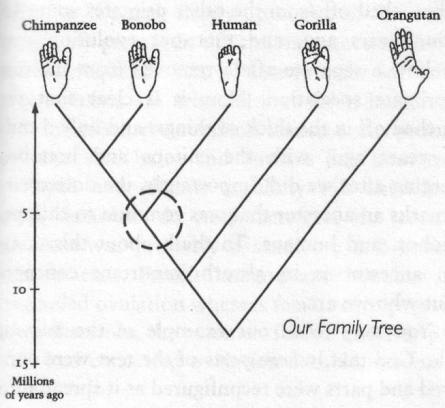 Chimpanzee Bonobo Human Gorilla Orangutan
5
10
Our Family Tree
15
Millions
of years ago